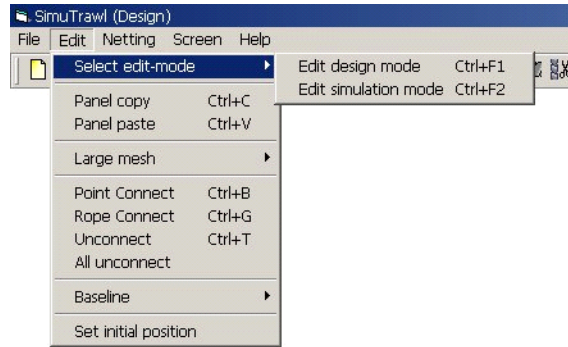 SimuTrawl (Design)
File Edit Netting Screen Help
Select edit-mode
Edit design mode Ctrl+F1
Edit simulation mode Ctrl+F2
Panel copy Ctrl+C
Panel paste Ctrl+V
Large mesh
Point Connect Ctrl+B
Rope Connect Ctrl+G
Unconnect Ctrl+T
All unconnect
Baseline
Set initial position